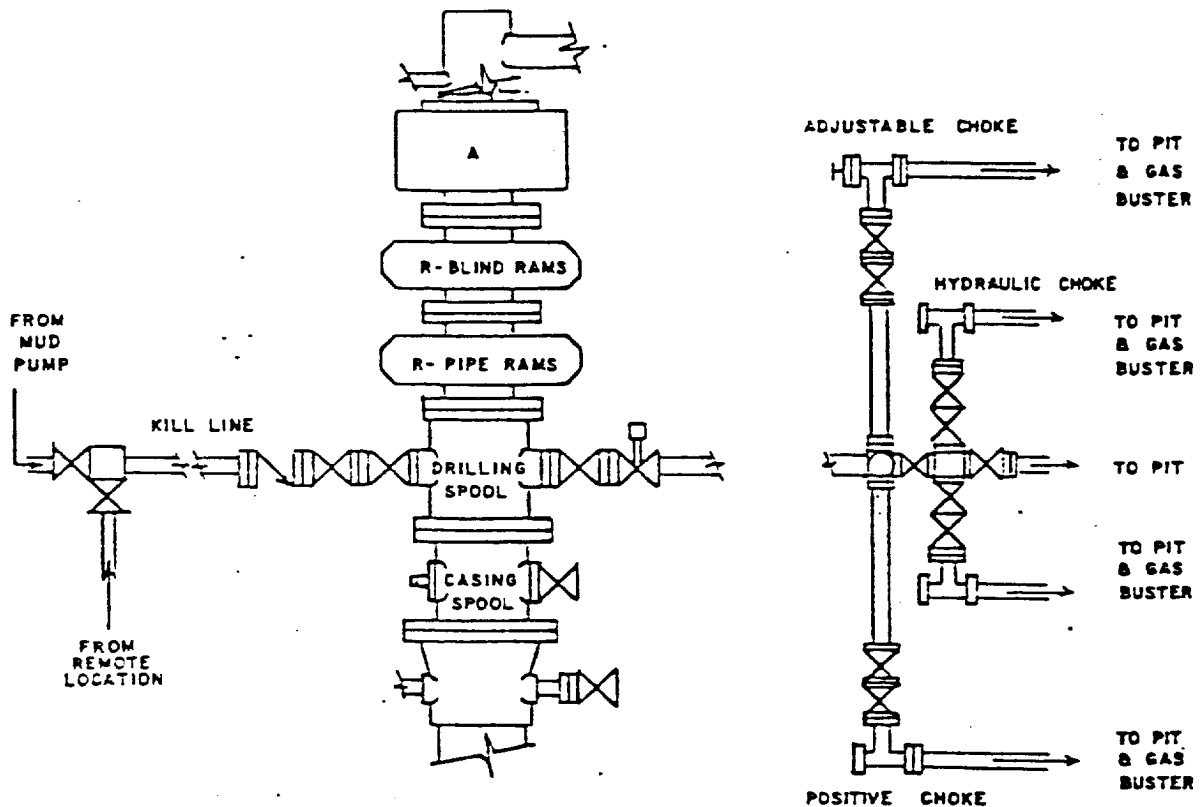 A
R-BLIND RAMS
R- PIPE RAMS
FROM
MUD
PUMP
KILL LINE
DRILLING
SPOOL
CASING
SPOOL
FROM
REMOTE
LOCATION
ADJUSTABLE CHOKE
TO PIT
& GAS
BUSTER
HYDRAULIC CHOKE
TO PIT
& GAS
BUSTER
TO PIT
TO PIT
& GAS
BUSTER
TO PIT
& GAS
BUSTER
POSITIVE CHOKE